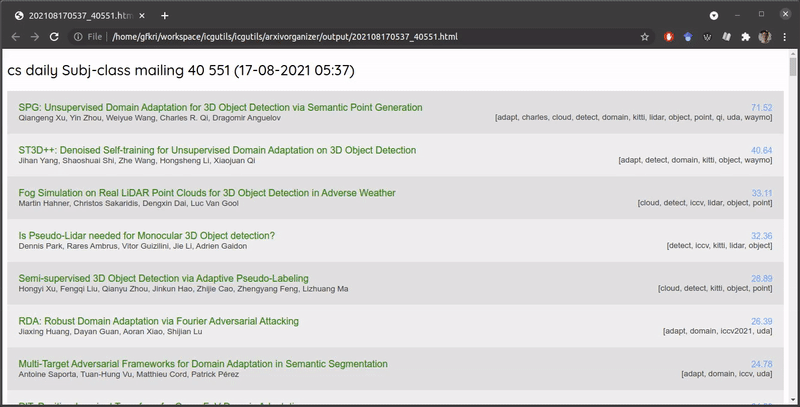 202108170537_40551.htm
File | /home/gfkri/workspace/icgutils/icgutils/arxivorganizer/output/202108170537_40551.html
cs daily Subj-class mailing 40 551 (17-08-2021 05:37)
SPG: Unsupervised Domain Adaptation for 3D Object Detection via Semantic Point Generation 71.52
Qiangeng Xu, Yin Zhou, Weiyue Wang, Charles R. Qi, Dragomir Anguelov [adapt, charles, cloud, detect, domain, kitti, lidar, object, point, qi, uda, waymo]
ST3D++: Denoised Self-training for Unsupervised Domain Adaptation on 3D Object Detection 40.64
Jihan Yang, Shaoshuai Shi, Zhe Wang, Hongsheng Li, Xiaojuan Qi [adapt, detect, domain, kitti, object, waymo]
Fog Simulation on Real LiDAR Point Clouds for 3D Object Detection in Adverse Weather 33.11
Martin Hahner, Christos Sakaridis, Dengxin Dai, Luc Van Gool [cloud, detect, iccv, lidar, object, point]
Is Pseudo-Lidar needed for Monocular 3D Object detection? 32.36
Dennis Park, Rares Ambrus, Vitor Guizilini, Jie Li, Adrien Gaidon [detect, iccv, kitti, lidar, object]
Semi-supervised 3D Object Detection via Adaptive Pseudo-Labeling 28.89
Hongyi Xu, Fengqi Liu, Qianyu Zhou, Jinkun Hao, Zhijie Cao, Zhengyang Feng, Lizhuang Ma [cloud, detect, kitti, object, point]
RDA: Robust Domain Adaptation via Fourier Adversarial Attacking 26.39
Jiaxing Huang, Dayan Guan, Aoran Xiao, Shijian Lu [adapt, domain, iccv2021, uda]
Multi-Target Adversarial Frameworks for Domain Adaptation in Semantic Segmentation 24.78
Antoine Saporta, Tuan-Hung Vu, Matthieu Cord, Patrick Pérez [adapt, domain, iccv, uda]